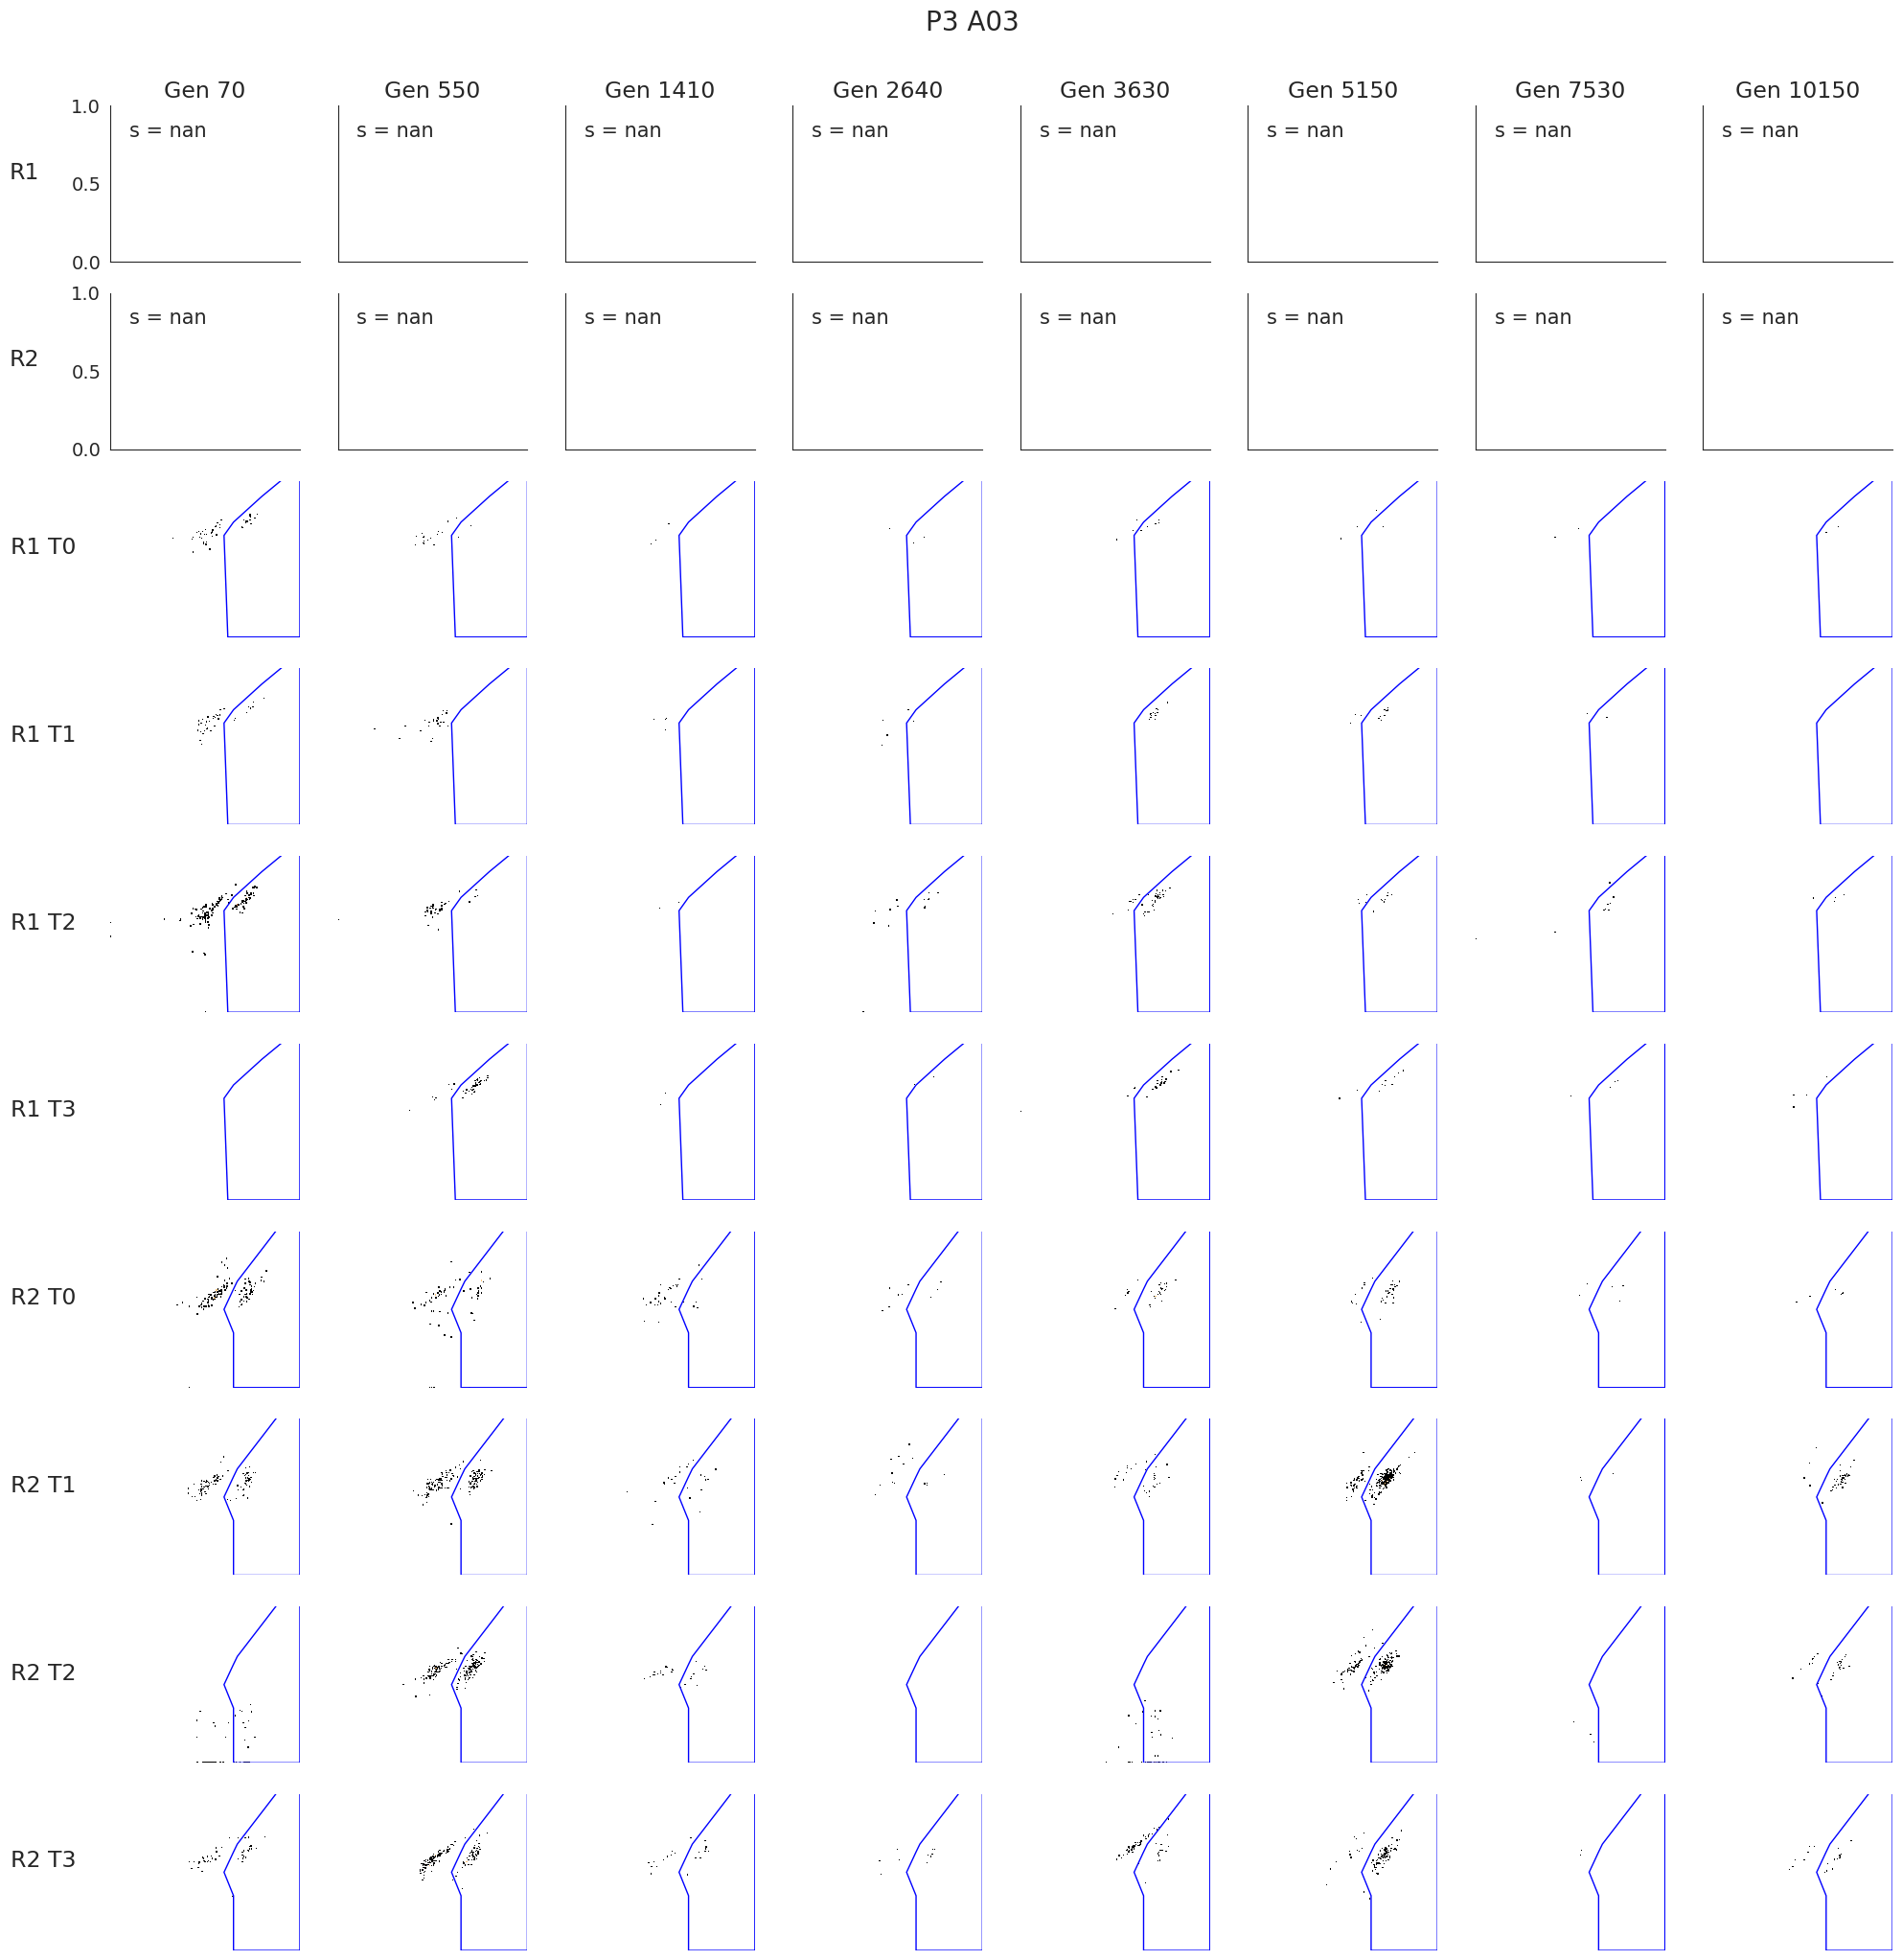 P3 A03
Gen 70 Gen 550 Gen 1410 Gen 2640 Gen 3630 Gen 5150 Gen 7530 Gen 10150
1.0
s = nan s = nan s = nan s = nan s = nan s = nan s = nan s = nan
R1
0.5
0.0
1.0
s = nan s = nan s = nan s = nan s = nan s = nan s = nan s = nan
R2
0.5
0.0
R1 T0
R1 T1
R1 T2
R1 T3
R2 T0
R2 T1
R2 T2
R2 T3